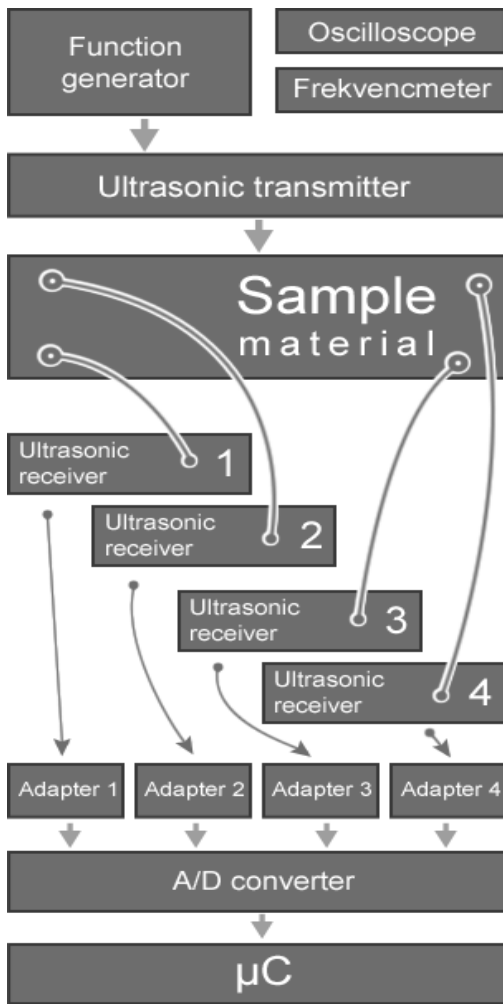 Function
generator
Oscilloscope
Frekvencmeter
Ultrasonic transmitter
Sample
material
Ultrasonic
receiver
1
Ultrasonic
receiver
2
Ultrasonic
receiver
3
Ultrasonic
receiver
4
Adapter 1
Adapter 2
Adapter 3
Adapter 4
A/D converter
µC